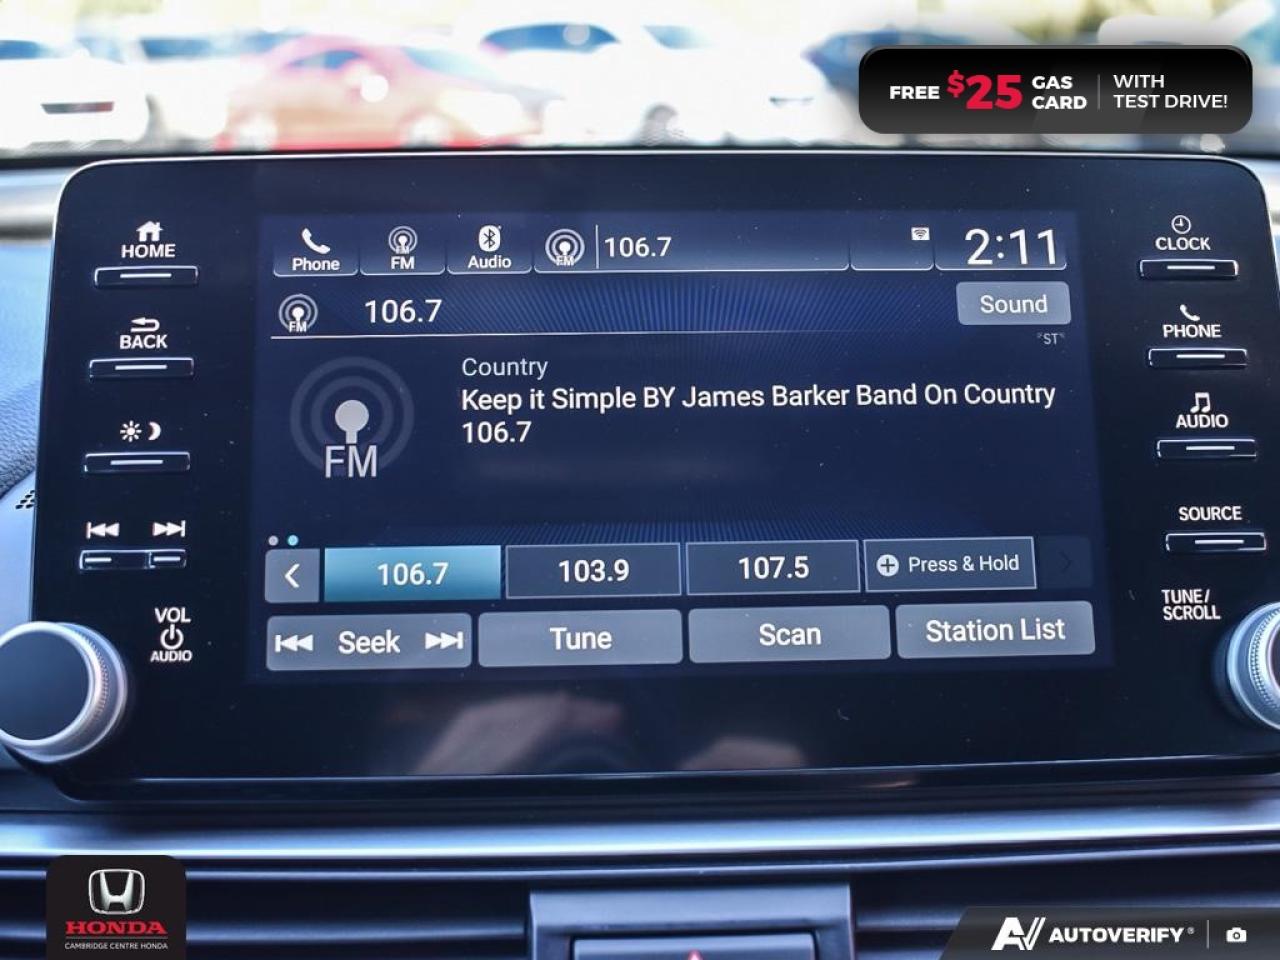 FREE $25 GAS CARD WITH TEST DRIVE!
HOME
BACK
VOL
AUDIO
Phone
FM
Audio
FM
106.7
2:11
FM
106.7
Sound
ST
Country
Keep it Simple BY James Barker Band On Country
106.7
FM
106.7
103.9
107.5
Press & Hold
Seek
Tune
Scan
Station List
CLOCK
PHONE
AUDIO
SOURCE
TUNE/
SCROLL
HONDA
CAMBRIDGE CENTRE HONDA
AUTOVERIFY